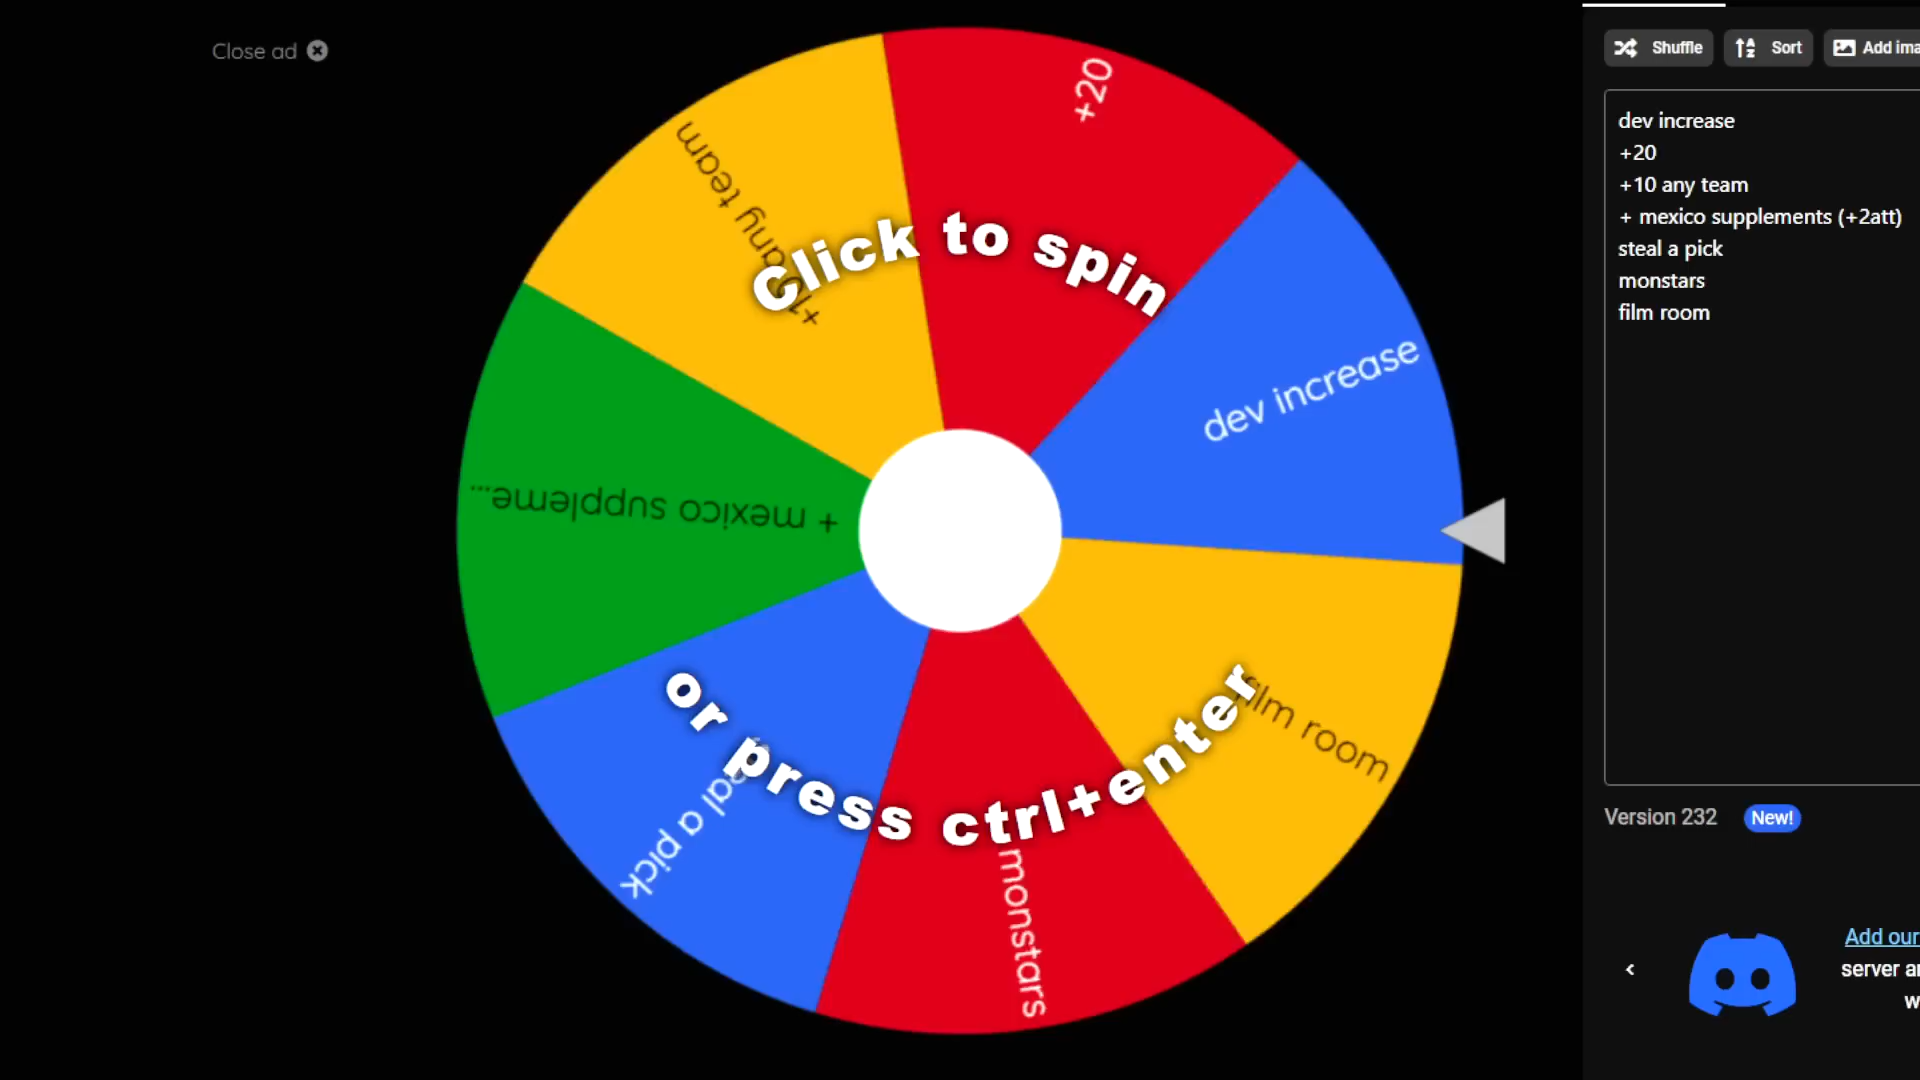 Close ad
Shuffle
Sort
Add ima
dev increase
+20
+10 any team
+ mexico supplements (+2att)
steal a pick
monstars
film room
+20
dev increase
film room
monstars
a pick
+ mexico suppleme...
any team
Click to spin
or press ctrl+enter
Version 232
New!
Add our
server